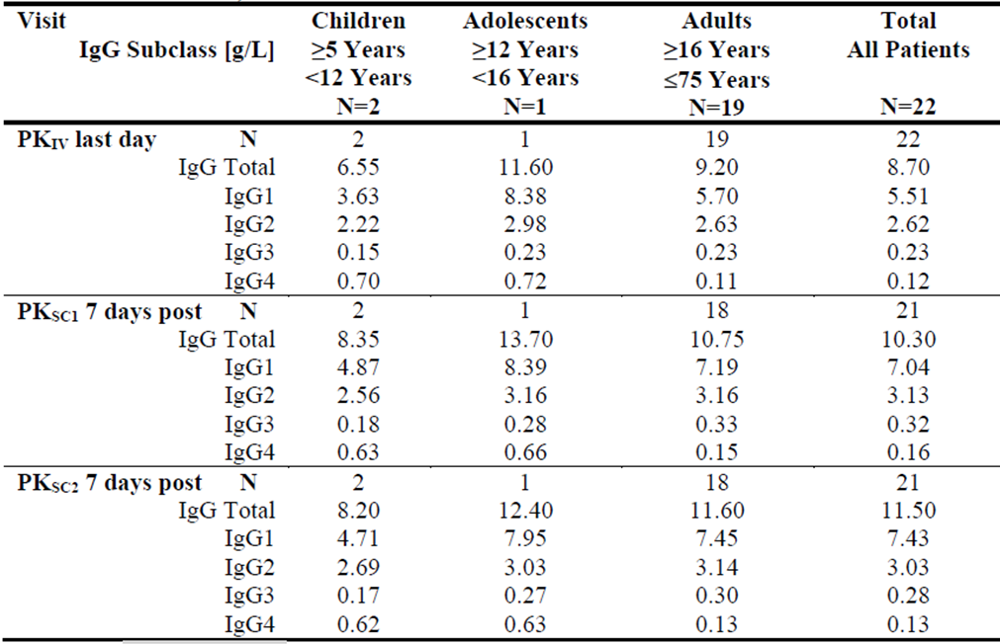 Visit Children Adolescents Adults Total
IgG Subclass [g/L] ≥5 Years ≥12 Years ≥16 Years All Patients
<12 Years <16 Years ≤75 Years
N=2 N=1 N=19 N=22
PKIV last day N 2 1 19 22
IgG Total 6.55 11.60 9.20 8.70
IgG1 3.63 8.38 5.70 5.51
IgG2 2.22 2.98 2.63 2.62
IgG3 0.15 0.23 0.23 0.23
IgG4 0.70 0.72 0.11 0.12
PKSC1 7 days post N 2 1 18 21
IgG Total 8.35 13.70 10.75 10.30
IgG1 4.87 8.39 7.19 7.04
IgG2 2.56 3.16 3.16 3.13
IgG3 0.18 0.28 0.33 0.32
IgG4 0.63 0.66 0.15 0.16
PKSC2 7 days post N 2 1 18 21
IgG Total 8.20 12.40 11.60 11.50
IgG1 4.71 7.95 7.45 7.43
IgG2 2.69 3.03 3.14 3.03
IgG3 0.17 0.27 0.30 0.28
IgG4 0.62 0.63 0.13 0.13